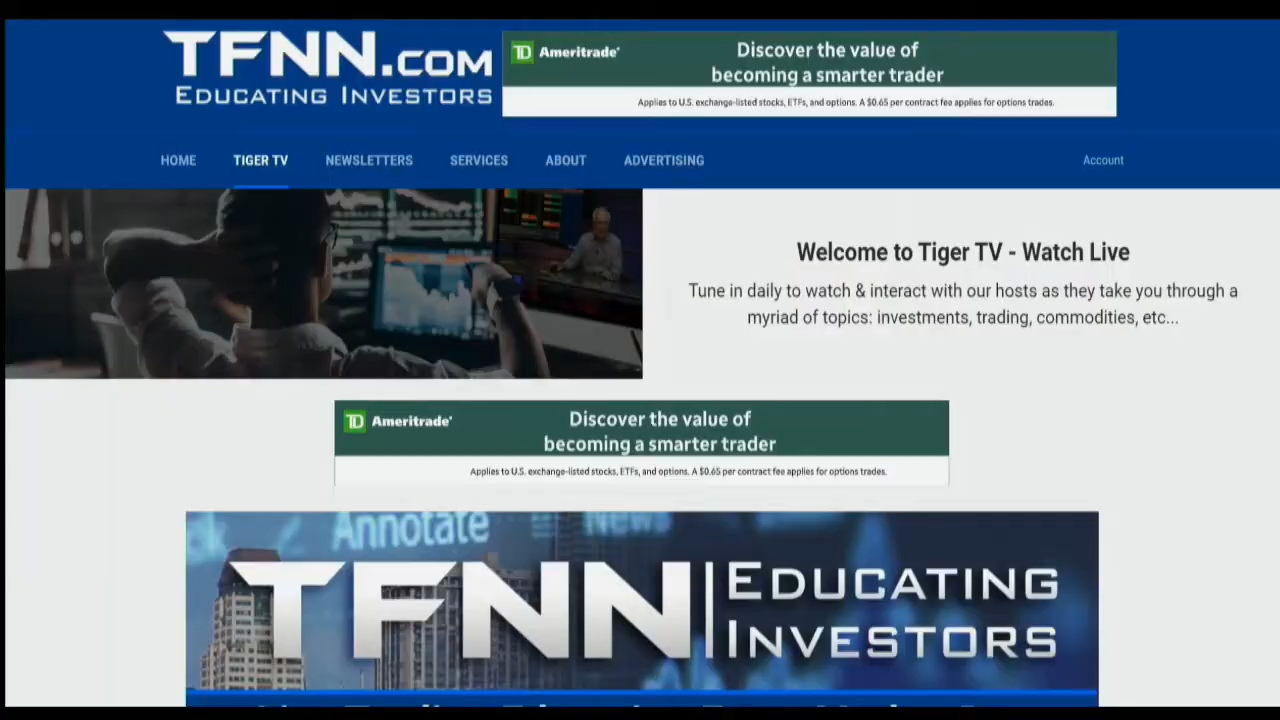 TFNN.COM
EDUCATING INVESTORS
TD Ameritrade
Discover the value of
becoming a smarter trader
Applies to U.S. exchange-listed stocks, ETFs, and options. A $0.65 per contract fee applies for options trades.
HOME TIGER TV NEWSLETTERS SERVICES ABOUT ADVERTISING Account
Welcome to Tiger TV - Watch Live
Tune in daily to watch & interact with our hosts as they take you through a
myriad of topics: investments, trading, commodities, etc...
TD Ameritrade
Discover the value of
becoming a smarter trader
Applies to U.S. exchange-listed stocks, ETFs, and options. A $0.65 per contract fee applies for options trades.
Annotate News
TFNN EDUCATING
INVESTORS